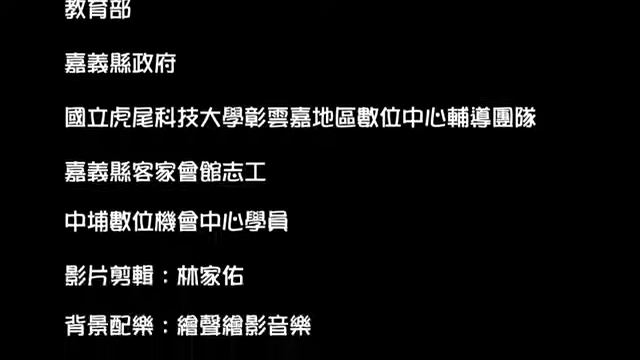 教育部
嘉義縣政府
國立虎尾科技大學彰雲嘉地區數位中心輔導團隊
嘉義縣客家會館志工
中埔數位機會中心學員
影片剪輯：林家佑
背景配樂：繪聲繪影音樂